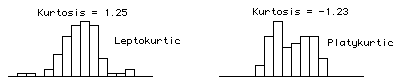 Kurtosis = 1.25
Leptokurtic
Kurtosis = -1.23
Platykurtic